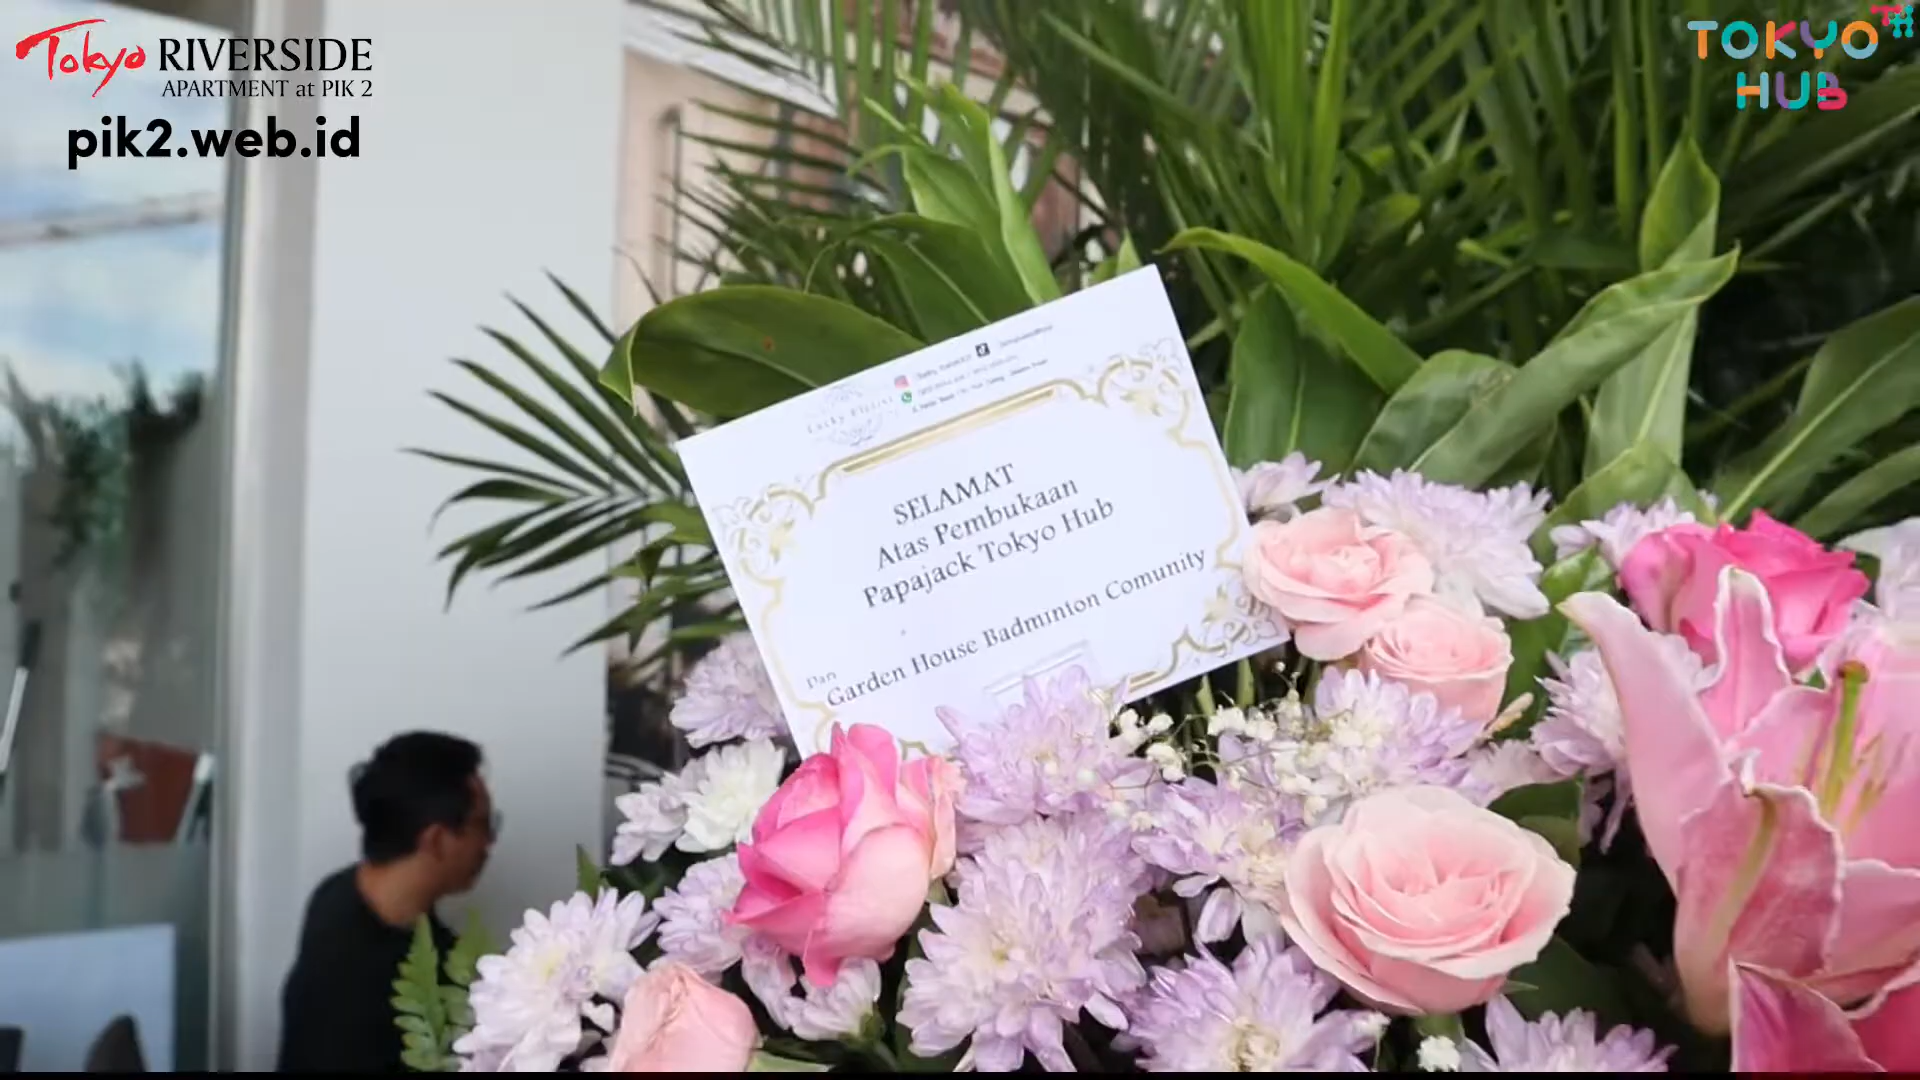 Tokyo RIVERSIDE
APARTMENT at PIK 2
pik2.web.id
TOKYO
HUB
SELAMAT
Atas Pembukaan
Papajack Tokyo Hub
Dari
Garden House Badminton Comunity